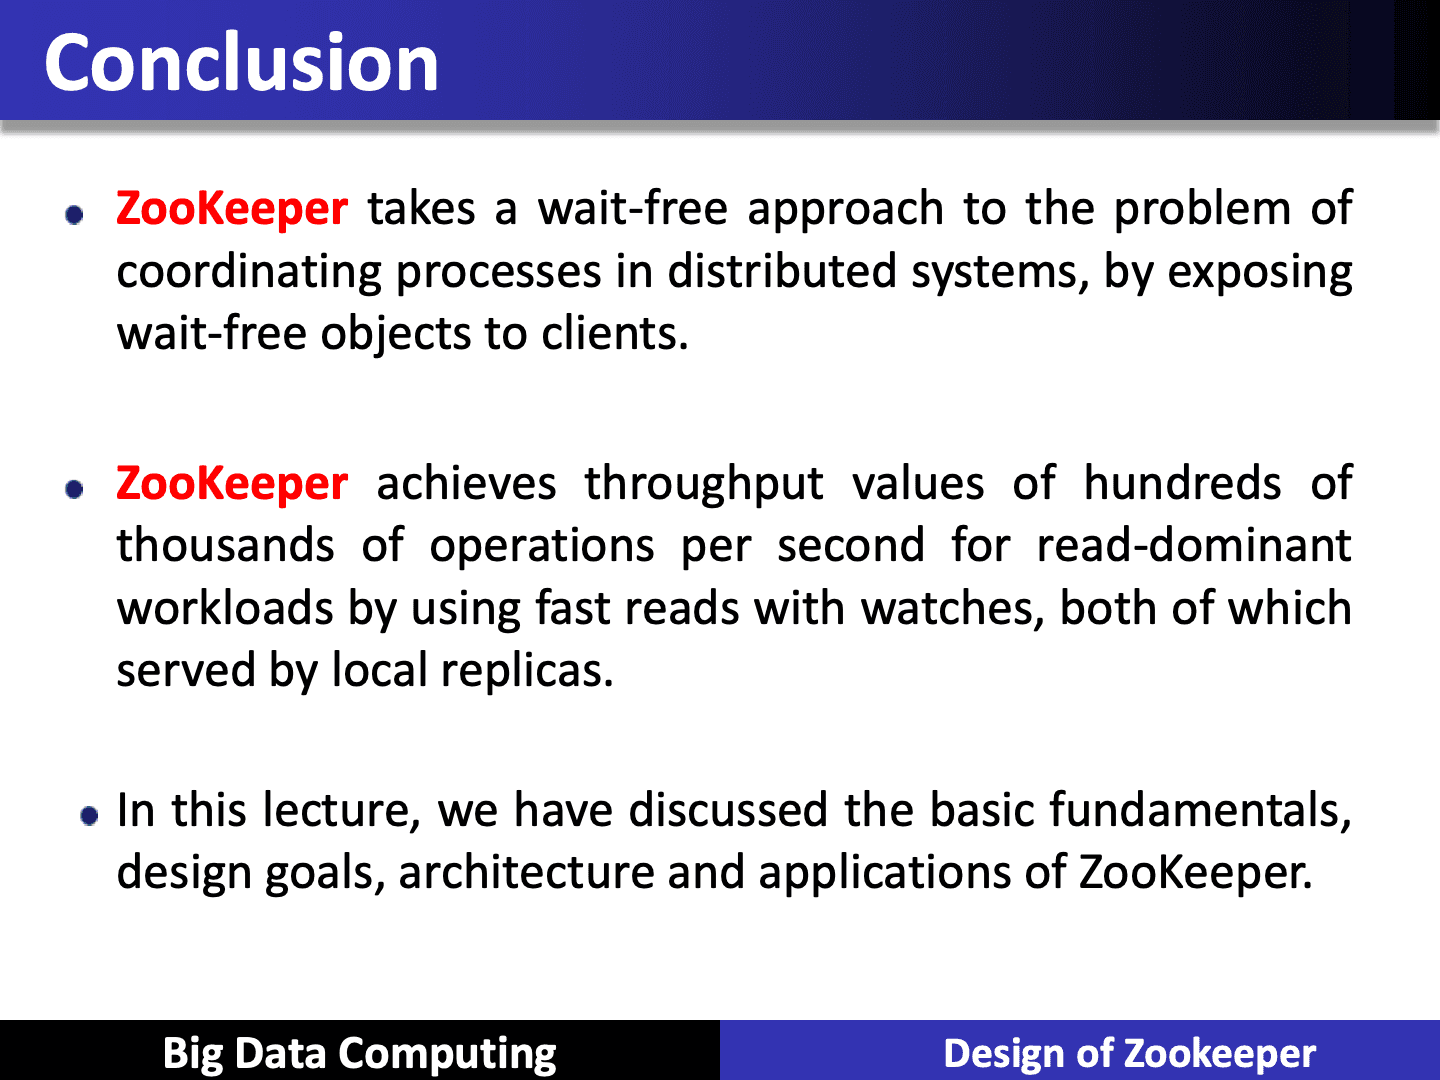 Conclusion
ZooKeeper takes a wait-free approach to the problem of
coordinating processes in distributed systems, by exposing
wait-free objects to clients.
ZooKeeper achieves throughput values of hundreds of
thousands of operations per second for read-dominant
workloads by using fast reads with watches, both of which
served by local replicas.
In this lecture, we have discussed the basic fundamentals,
design goals, architecture and applications of ZooKeeper.
Big Data Computing
Design of Zookeeper